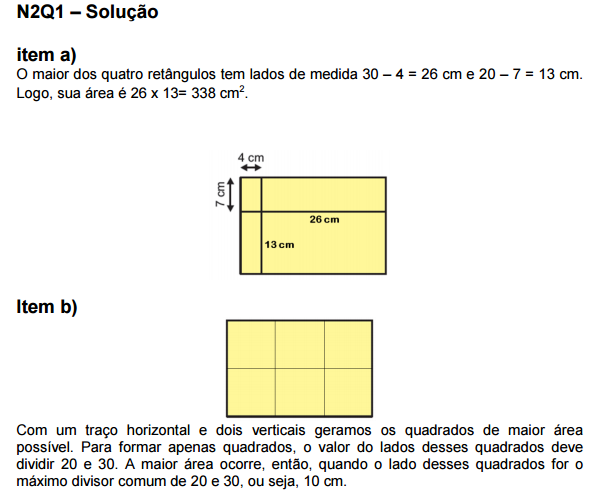 N2Q1 – Solução
item a)
O maior dos quatro retângulos tem lados de medida 30 – 4 = 26 cm e 20 – 7 = 13 cm.
Logo, sua área é 26 x 13= 338 cm².
4 cm
7 cm
26 cm
13 cm
Item b)
Com um traço horizontal e dois verticais geramos os quadrados de maior área
possível. Para formar apenas quadrados, o valor do lados desses quadrados deve
dividir 20 e 30. A maior área ocorre, então, quando o lado desses quadrados for o
máximo divisor comum de 20 e 30, ou seja, 10 cm.